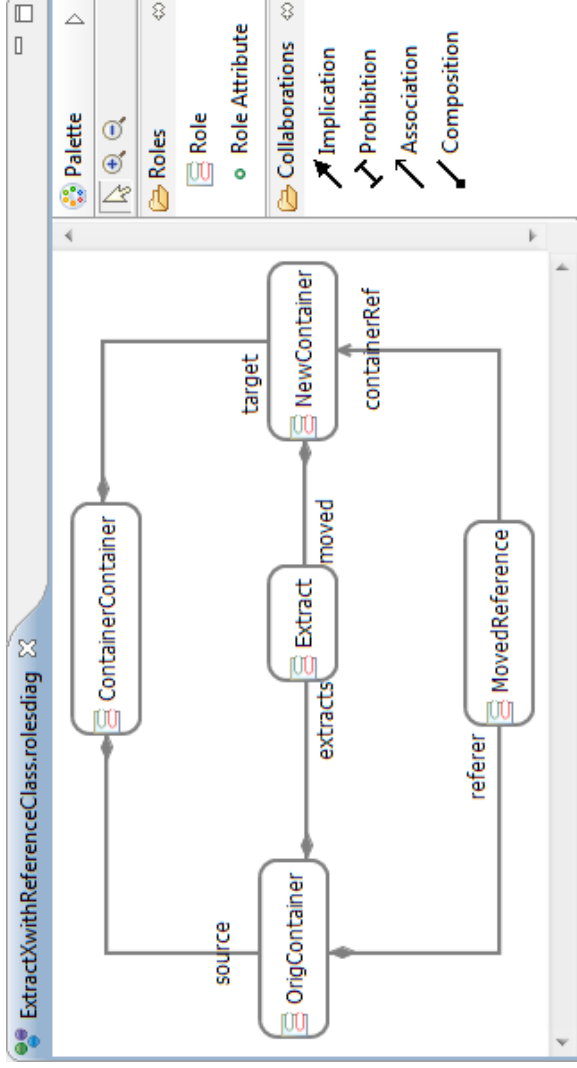 ExtractXwithReferenceClass.rolesdiag
ContainerContainer
source
target
OrigContainer
extracts
Extract
moved
NewContainer
referer
MovedReference
containerRef
Palette
Roles
Role
Role Attribute
Collaborations
Implication
Prohibition
Association
Composition